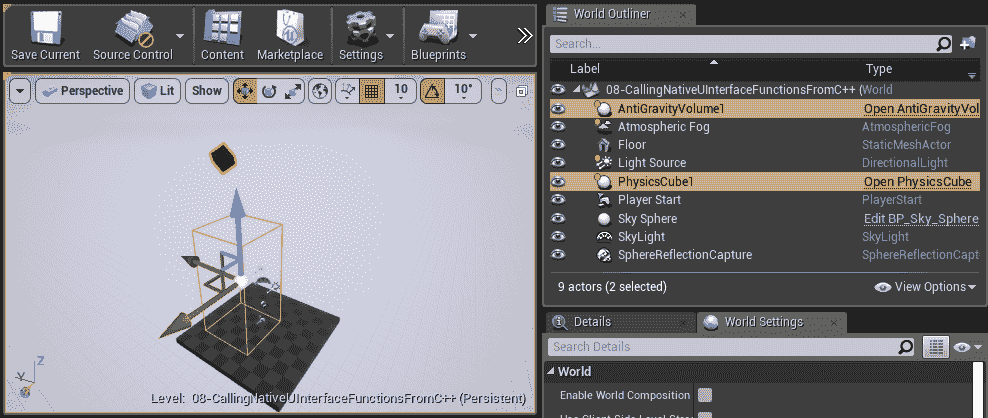 Save Current
Source Control
Content
Marketplace
Settings
Blueprints
Perspective
Lit
Show
10
10°
Z
Y
Level: 08-CallingNativeUInterfaceFunctionsFromC++ (Persistent)
World Outliner
Search...
Label Type
08-CallingNativeUInterfaceFunctionsFromC++ (World
AntiGravityVolume1 Open AntiGravityVol
Atmospheric Fog AtmosphericFog
Floor StaticMeshActor
Light Source DirectionalLight
PhysicsCube1 Open PhysicsCube
Player Start PlayerStart
Sky Sphere Edit BP_Sky_Sphere
SkyLight SkyLight
SphereReflectionCapture SphereReflectionCapt
9 actors (2 selected) View Options
Details World Settings
Search Details
World
Enable World Composition